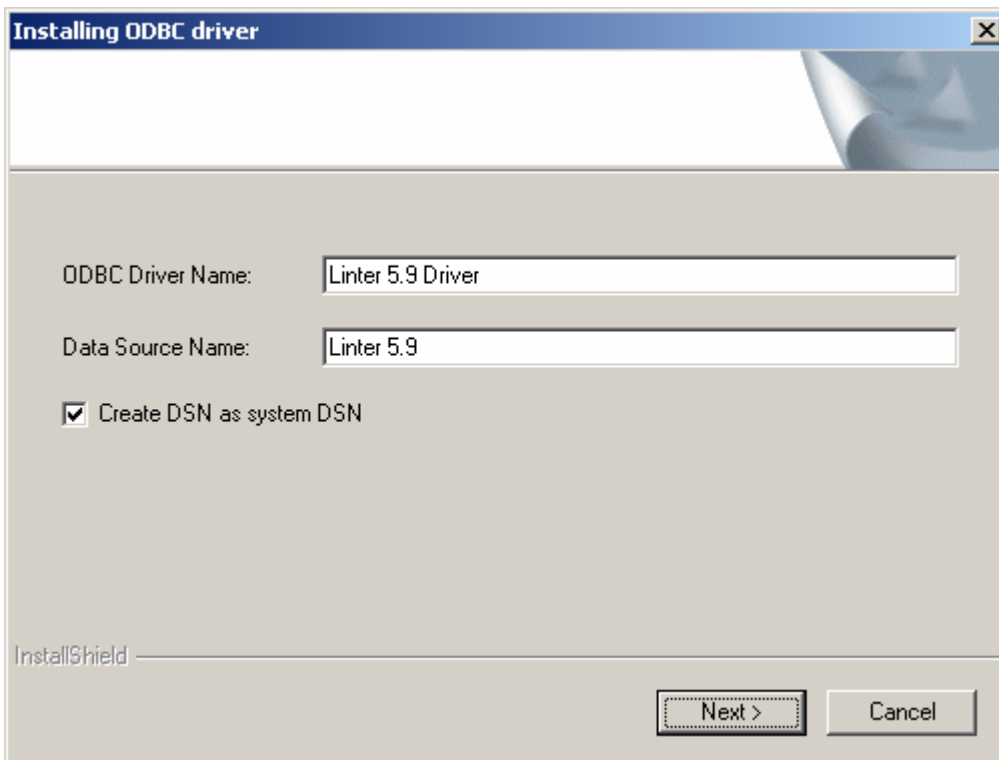 Installing ODBC driver
ODBC Driver Name: Linter 5.9 Driver
Data Source Name: Linter 5.9
Create DSN as system DSN
InstallShield
Next > Cancel